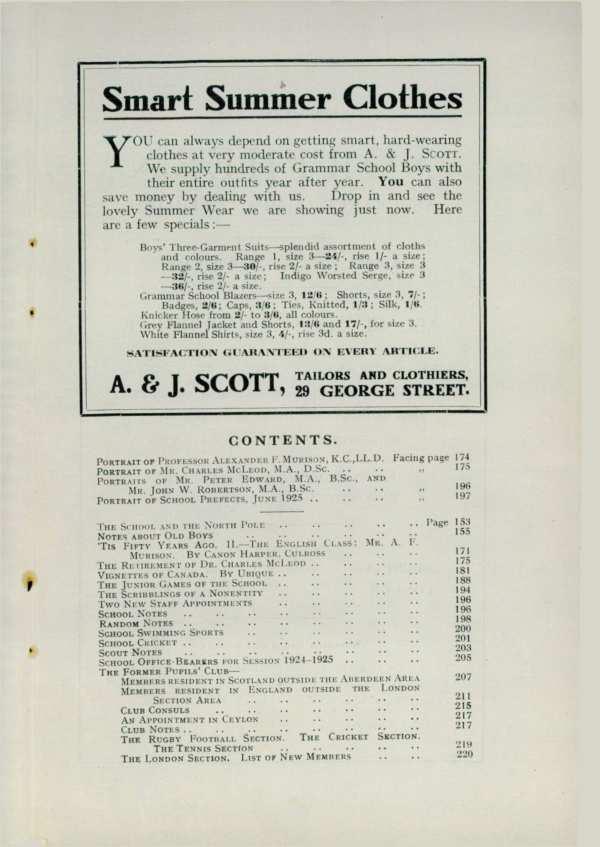 Smart Summer Clothes
YOU can always depend on getting smart, hard-wearing
clothes at very moderate cost from A. & J. SCOTT.
We supply hundreds of Grammar School Boys with
their entire outfits year after year. You can also
save money by dealing with us. Drop in and see the
lovely Summer Wear we are showing just now. Here
are a few specials :—
Boys' Three-Garment Suits—splendid assortment of cloths
and colours. Range 1, size 3—24/-, rise 1/- a size ;
Range 2, size 3—30/-, rise 2/- a size ; Range 3, size 3
—32/-, rise 2/- a size ; Indigo Worsted Serge, size 3
—36/-, rise 2/- a size.
Grammar School Blazers—size 3, 12/6 ; Shorts, size 3, 7/- ;
Badges, 2/6 ; Caps, 3/6 ; Ties, Knitted, 1/3 ; Silk, 1/6.
Knicker Hose from 2/- to 3/6, all colours.
Grey Flannel Jacket and Shorts, 13/6 and 17/-, for size 3.
White Flannel Shirts, size 3, 4/-, rise 3d. a size.
SATISFACTION GUARANTEED ON EVERY ARTICLE.
A. & J. SCOTT, TAILORS AND CLOTHIERS,
29 GEORGE STREET.
CONTENTS.
PORTRAIT OF PROFESSOR ALEXANDER F. MURISON, K.C., LL.D. Facing page 174
PORTRAIT OF MR. CHARLES MCLEOD, M.A., D.SC. .. .. ,, 175
PORTRAITS OF MR. PETER EDWARD, M.A., B.SC., AND
MR. JOHN W. ROBERTSON, M.A., B.SC. .. .. ,, 196
PORTRAIT OF SCHOOL PREFECTS, JUNE 1925 .. .. .. ,, 197
THE SCHOOL AND THE NORTH POLE .. .. .. .. .. Page 153
NOTES ABOUT OLD BOYS .. .. .. .. .. .. 155
'TIS FIFTY YEARS AGO. II.—THE ENGLISH CLASS: MR. A. F.
MURISON. BY CANON HARPER, CULROSS .. .. .. 171
THE RETIREMENT OF DR. CHARLES MCLEOD .. .. .. .. 175
VIGNETTES OF CANADA. BY UBIQUE .. .. .. .. .. 181
THE JUNIOR GAMES OF THE SCHOOL .. .. .. .. .. 188
THE SCRIBBLINGS OF A NONENTITY .. .. .. .. .. 194
TWO NEW STAFF APPOINTMENTS .. .. .. .. .. 196
SCHOOL NOTES .. .. .. .. .. .. .. 196
RANDOM NOTES .. .. .. .. .. .. .. 198
SCHOOL SWIMMING SPORTS .. .. .. .. .. 200
SCHOOL CRICKET .. .. .. .. .. .. .. 201
SCOUT NOTES .. .. .. .. .. .. .. 203
SCHOOL OFFICE-BEARERS FOR SESSION 1924-1925 .. .. .. 205
THE FORMER PUPILS' CLUB—
MEMBERS RESIDENT IN SCOTLAND OUTSIDE THE ABERDEEN AREA 207
MEMBERS RESIDENT IN ENGLAND OUTSIDE THE LONDON
SECTION AREA .. .. .. .. .. .. 211
CLUB CONSULS .. .. .. .. .. .. 215
AN APPOINTMENT IN CEYLON .. .. .. .. .. 217
CLUB NOTES .. .. .. .. .. .. .. 217
THE RUGBY FOOTBALL SECTION. THE CRICKET SECTION.
THE TENNIS SECTION .. .. .. .. .. 219
THE LONDON SECTION. LIST OF NEW MEMBERS .. .. 220